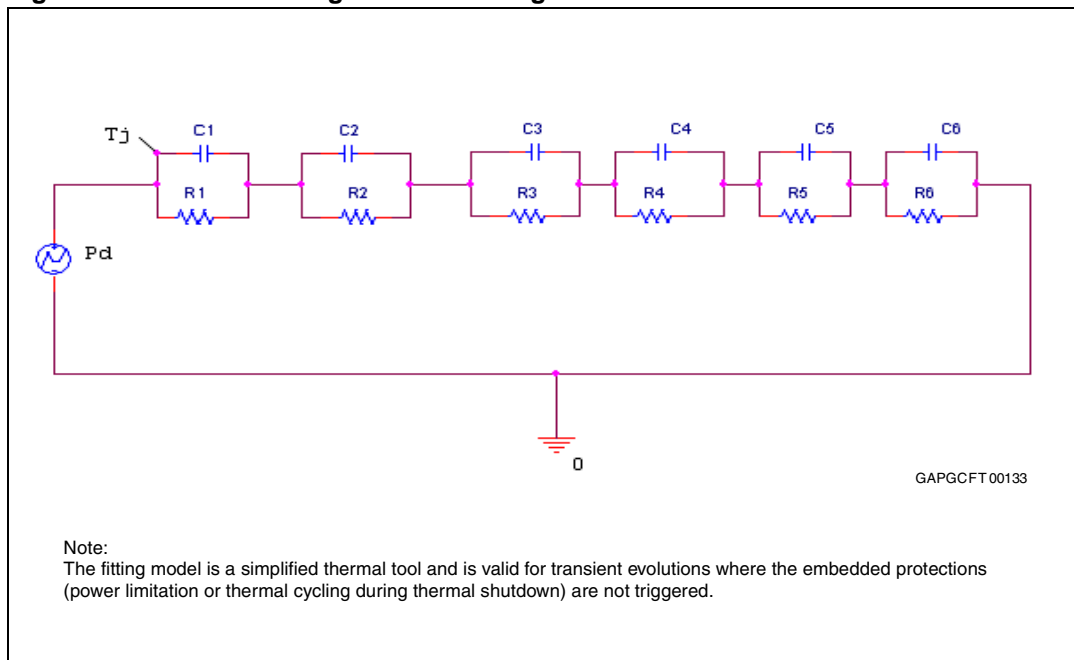 Tj
C1
C2
C3
C4
C5
C6
R1
R2
R3
R4
R5
R6
Pd
0
GAPGCFT00133
Note:
The fitting model is a simplified thermal tool and is valid for transient evolutions where the embedded protections
(power limitation or thermal cycling during thermal shutdown) are not triggered.